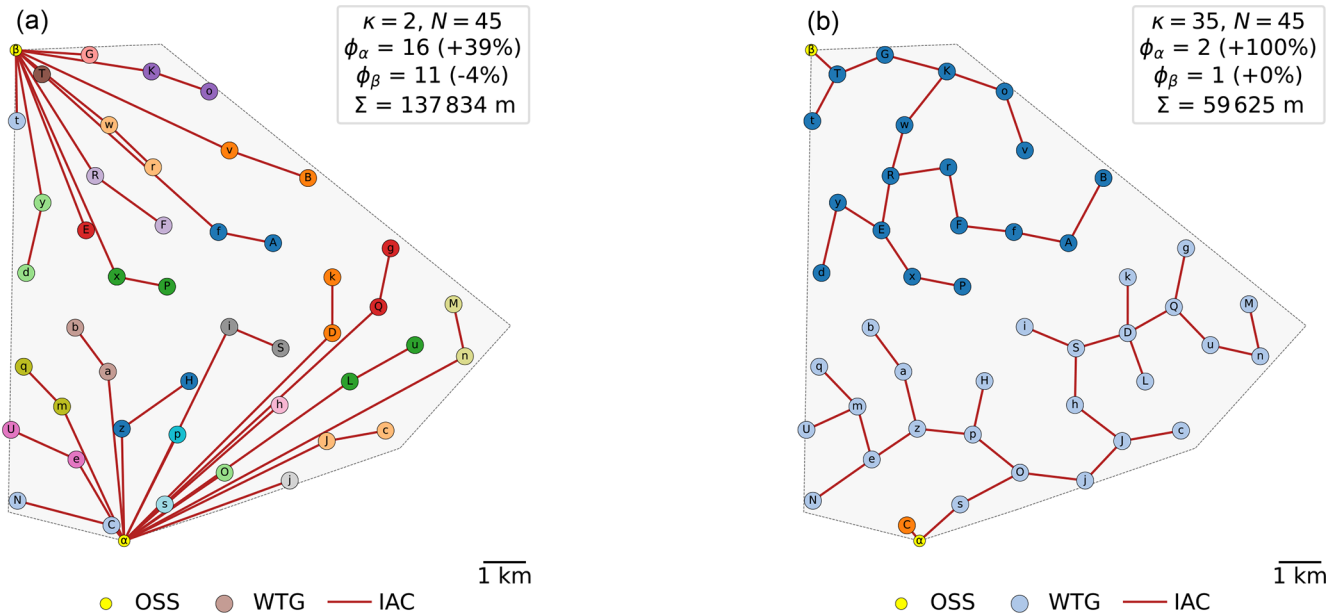 (a)
κ = 2, N = 45
ϕα = 16 (+39%)
ϕβ = 11 (-4%)
Σ = 137 834 m
β
G
T
K
o
t
w
v
r
B
R
y
F
E
f
A
g
d
x
P
k
M
Q
b
i
D
S
u
n
q
a
H
L
m
h
U
z
p
J
c
e
O
j
N
s
C
α
1 km
OSS
WTG
IAC
(b)
κ = 35, N = 45
ϕα = 2 (+100%)
ϕβ = 1 (+0%)
Σ = 59 625 m
β
G
T
K
o
t
w
v
r
B
R
y
F
E
f
A
g
d
x
P
k
M
Q
b
i
D
S
u
n
q
a
H
L
m
h
U
z
p
J
c
e
O
j
N
s
C
α
1 km
OSS
WTG
IAC